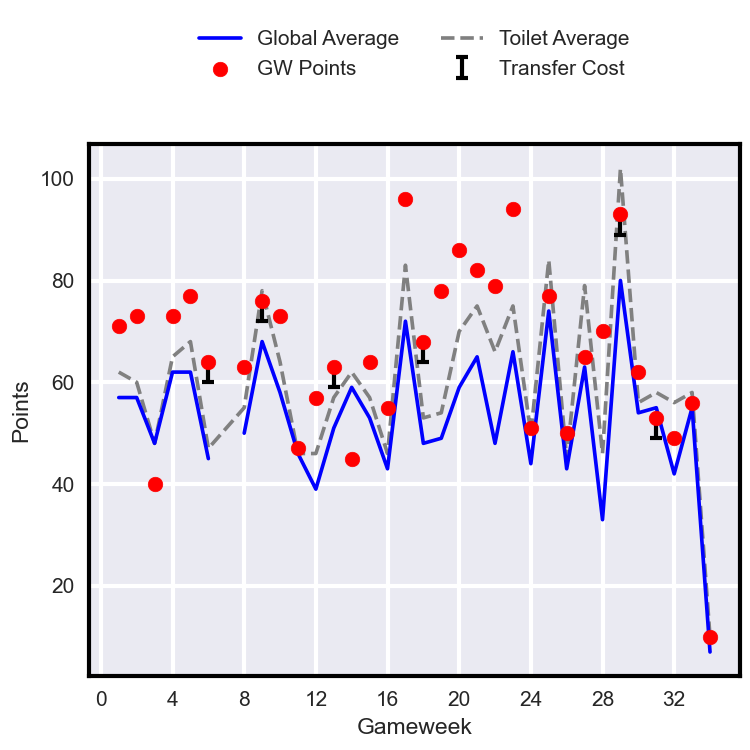 Global Average
Toilet Average
GW Points
Transfer Cost
100
80
60
40
20
Points
0 4 8 12 16 20 24 28 32
Gameweek